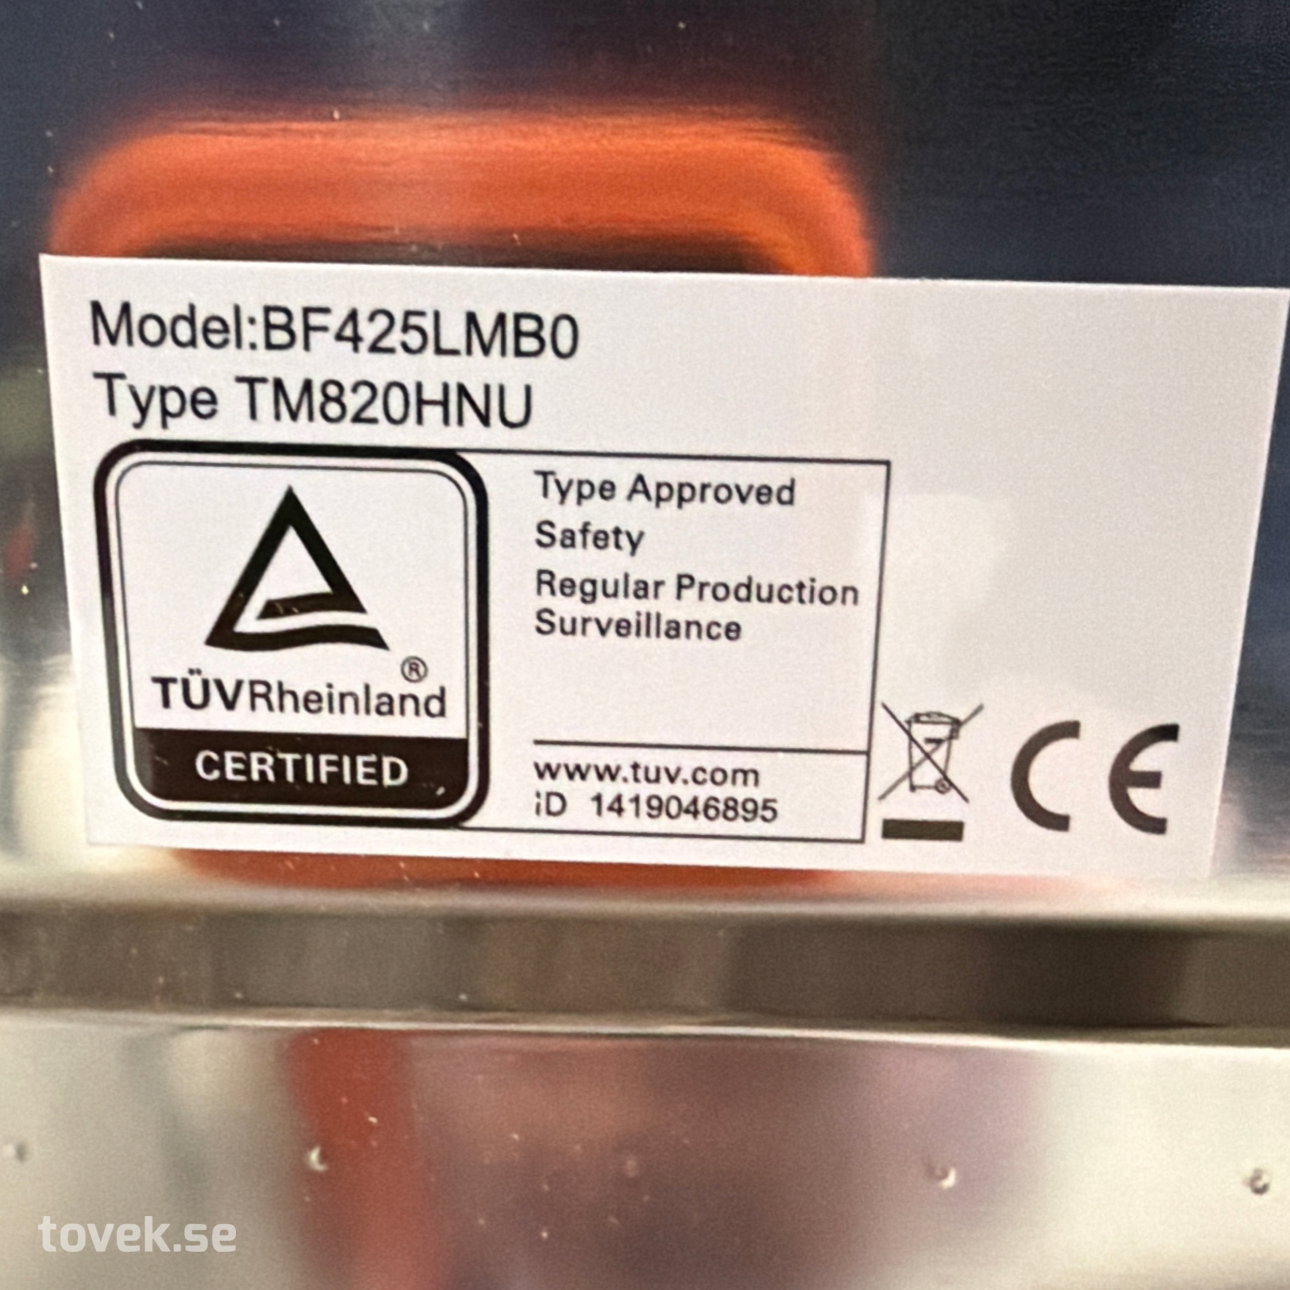 Model:BF425LMB0
Type TM820HNU
Type Approved
Safety
Regular Production
Surveillance
®
TÜVRheinland
CERTIFIED
www.tuv.com
ID 1419046895
CE
tovek.se